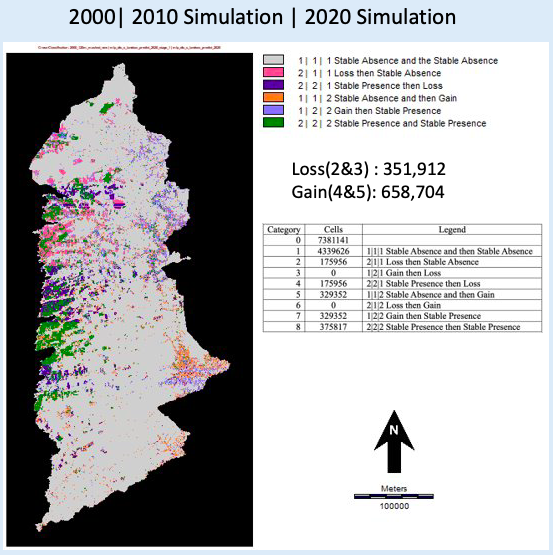 2000| 2010 Simulation | 2020 Simulation
1 | 1 | 1 Stable Absence and the Stable Absence
2 | 1 | 1 Loss then Stable Absence
2 | 2 | 1 Stable Presence then Loss
1 | 1 | 2 Stable Absence and then Gain
1 | 2 | 2 Gain then Stable Presence
2 | 2 | 2 Stable Presence and Stable Presence
Loss(2&3) : 351,912
Gain(4&5): 658,704
Category Cells Legend
0 7381141
1 4339626 1|1|1 Stable Absence and then Stable Absence
2 175956 2|1|1 Loss then Stable Absence
3 0 1|2|1 Gain then Loss
4 175956 2|2|1 Stable Presence then Loss
5 329352 1|1|2 Stable Absence and then Gain
6 0 2|1|2 Loss then Gain
7 329352 1|2|2 Gain then Stable Presence
8 375817 2|2|2 Stable Presence then Stable Presence
N
Meters
100000